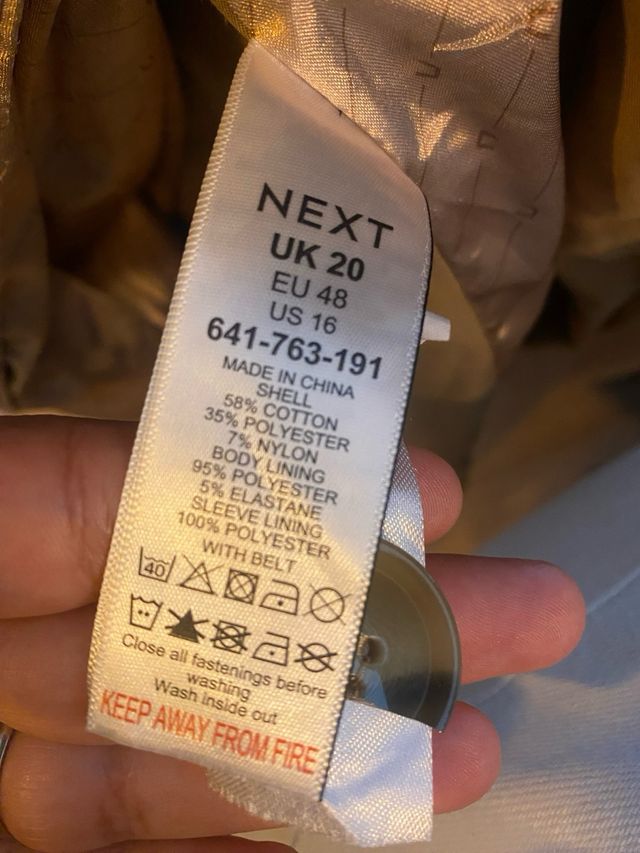 NEXT
UK 20
EU 48
US 16
641-763-191
MADE IN CHINA
SHELL
58% COTTON
35% POLYESTER
7% NYLON
BODY LINING
95% POLYESTER
5% ELASTANE
SLEEVE LINING
100% POLYESTER
WITH BELT
40
Close all fastenings before
washing
Wash inside out
KEEP AWAY FROM FIRE